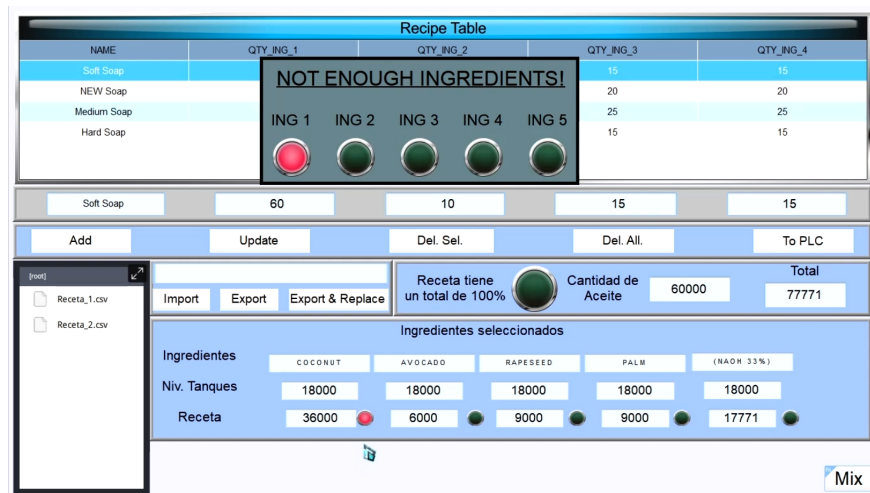 Recipe Table
NAME QTY_ING_1 QTY_ING_2 QTY_ING_3 QTY_ING_4
Soft Soap 15 15
NEW Soap 20 20
Medium Soap 25 25
Hard Soap 15 15
NOT ENOUGH INGREDIENTS!
ING 1 ING 2 ING 3 ING 4 ING 5
Soft Soap 60 10 15 15
Add Update Del. Sel. Del. All. To PLC
[root]
Receta_1.csv
Receta_2.csv
Import Export Export & Replace
Receta tiene
un total de 100%
Cantidad de
Aceite
60000
Total
77771
Ingredientes seleccionados
Ingredientes COCONUT AVOCADO RAPESEED PALM (NAOH 33%)
Niv. Tanques 18000 18000 18000 18000 18000
Receta 36000 6000 9000 9000 17771
Mix